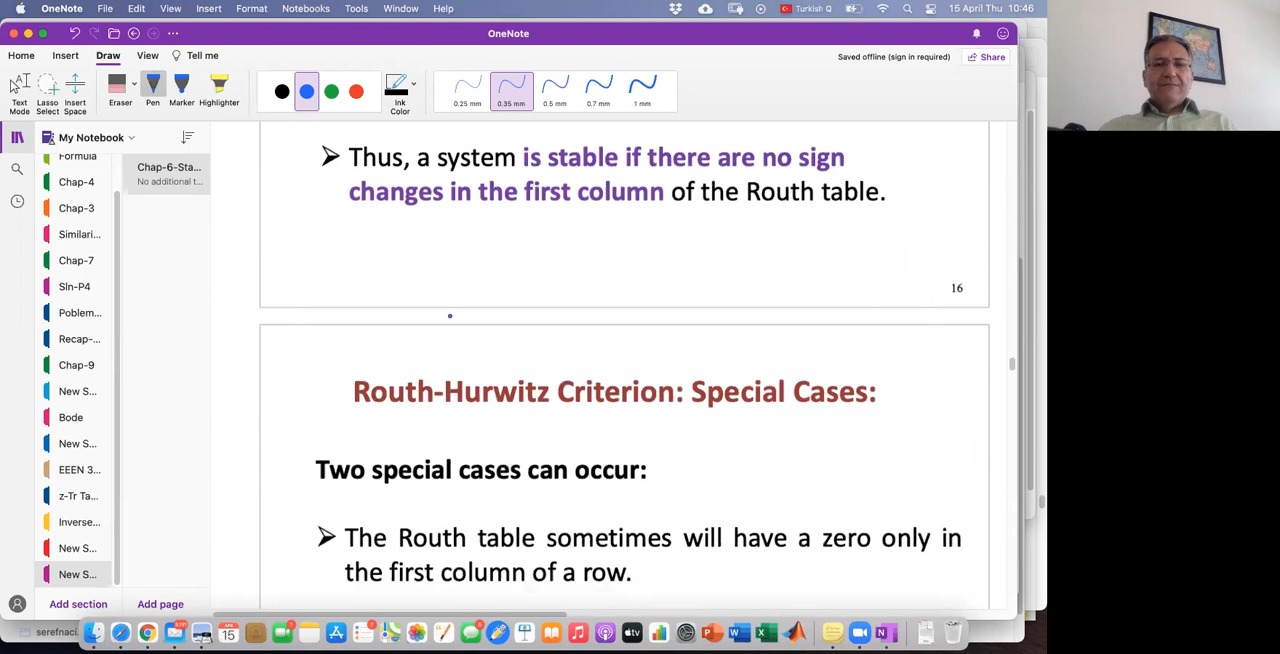 OneNote File Edit View Insert Format Notebooks Tools Window Help
Turkish Q
15 April Thu 10:46
OneNote
Home Insert Draw View Tell me
Saved offline (sign in required)
Share
Text Mode
Lasso Select
Insert Space
Eraser
Pen
Marker
Highlighter
Ink Color
0.25 mm
0.35 mm
0.5 mm
0.7 mm
1 mm
My Notebook
Formula
Chap-4
Chap-3
Similari...
Chap-7
Sln-P4
Poblem...
Recap-...
Chap-9
New S...
Bode
New S...
EEEN 3...
z-Tr Ta...
Inverse...
New S...
New S...
Add section
Chap-6-Sta...
No additional t...
Add page
➢ Thus, a system is stable if there are no sign
changes in the first column of the Routh table.
16
Routh-Hurwitz Criterion: Special Cases:
Two special cases can occur:
➢ The Routh table sometimes will have a zero only in
the first column of a row.
serefnaci
APR
15
tv